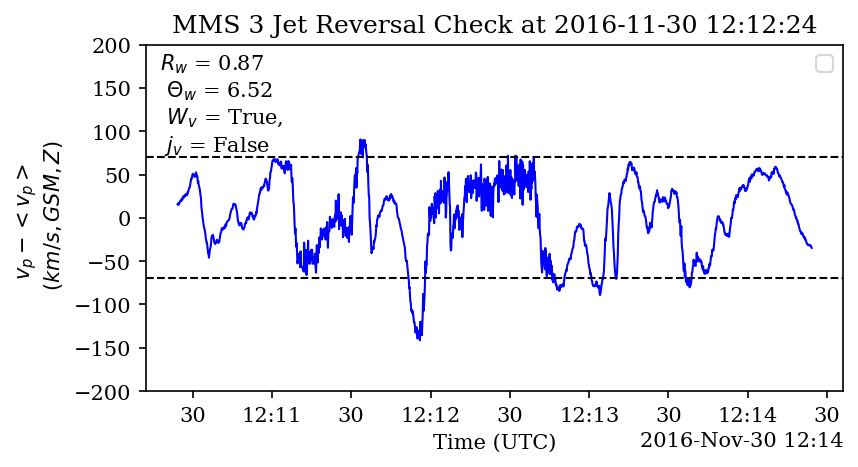 MMS 3 Jet Reversal Check at 2016-11-30 12:12:24
200
150
100
50
0
−50
−100
−150
−200
v_p − < v_p >
(km/s, GSM, Z)
R_w = 0.87
Θ_w = 6.52
W_v = True,
j_v = False
30 12:11 30 12:12 30 12:13 30 12:14 30
Time (UTC)
2016-Nov-30 12:14